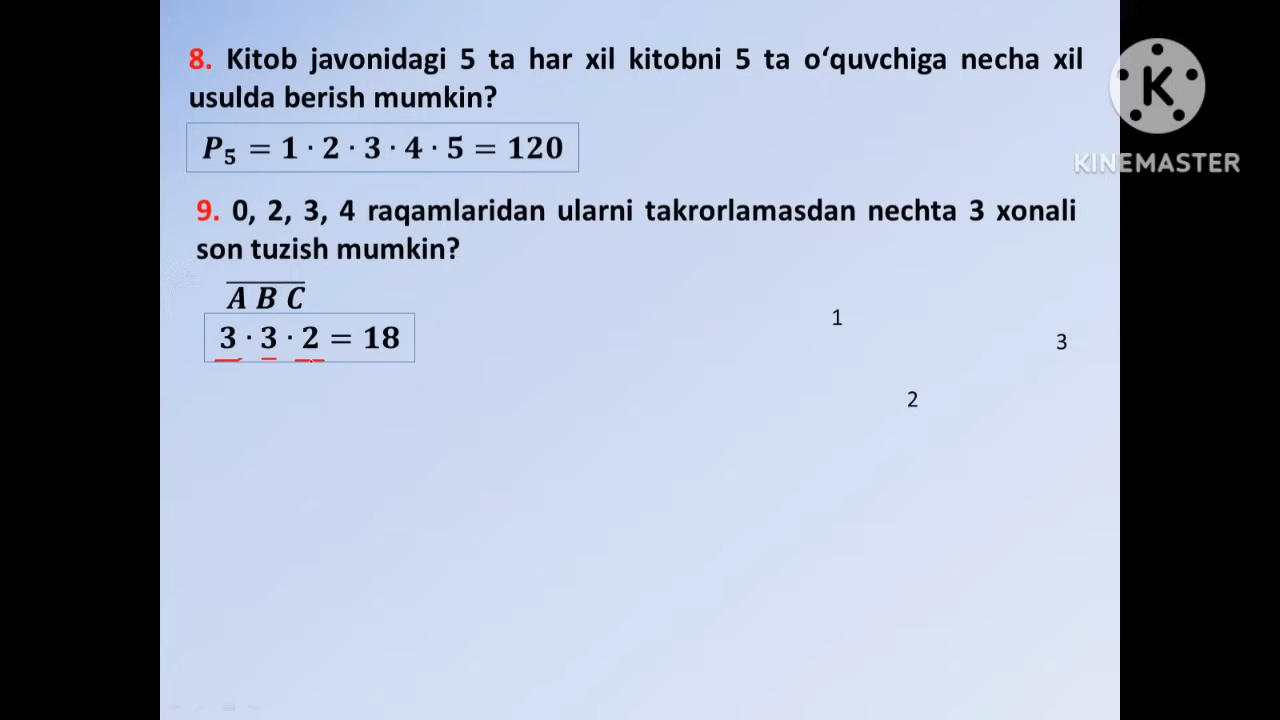 8. Kitob javonidagi 5 ta har xil kitobni 5 ta o‘quvchiga necha xil
usulda berish mumkin?
P₅ = 1 · 2 · 3 · 4 · 5 = 120
K
KINEMASTER
9. 0, 2, 3, 4 raqamlaridan ularni takrorlamasdan nechta 3 xonali
son tuzish mumkin?
A B C
3 · 3 · 2 = 18
1
3
2